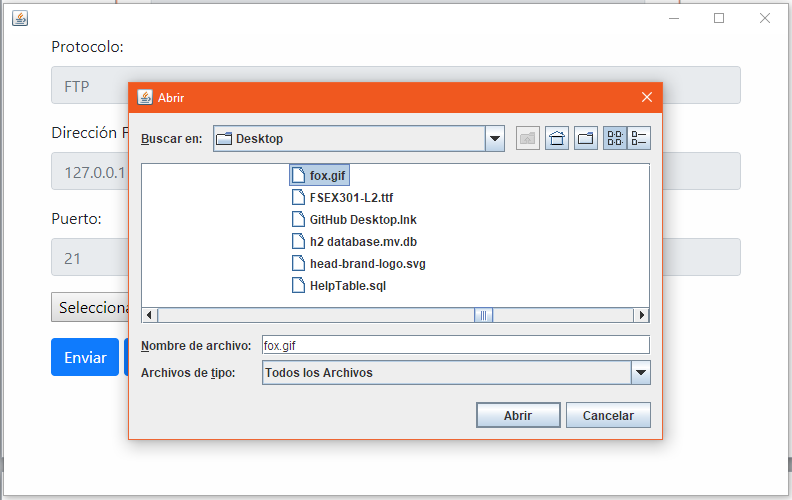 Protocolo:
FTP
Abrir
Buscar en:
Desktop
Dirección F
127.0.0.1
fox.gif
FSEX301-L2.ttf
GitHub Desktop.lnk
h2 database.mv.db
head-brand-logo.svg
HelpTable.sql
Puerto:
21
Selecciona
Nombre de archivo:
fox.gif
Enviar
Archivos de tipo:
Todos los Archivos
Abrir
Cancelar